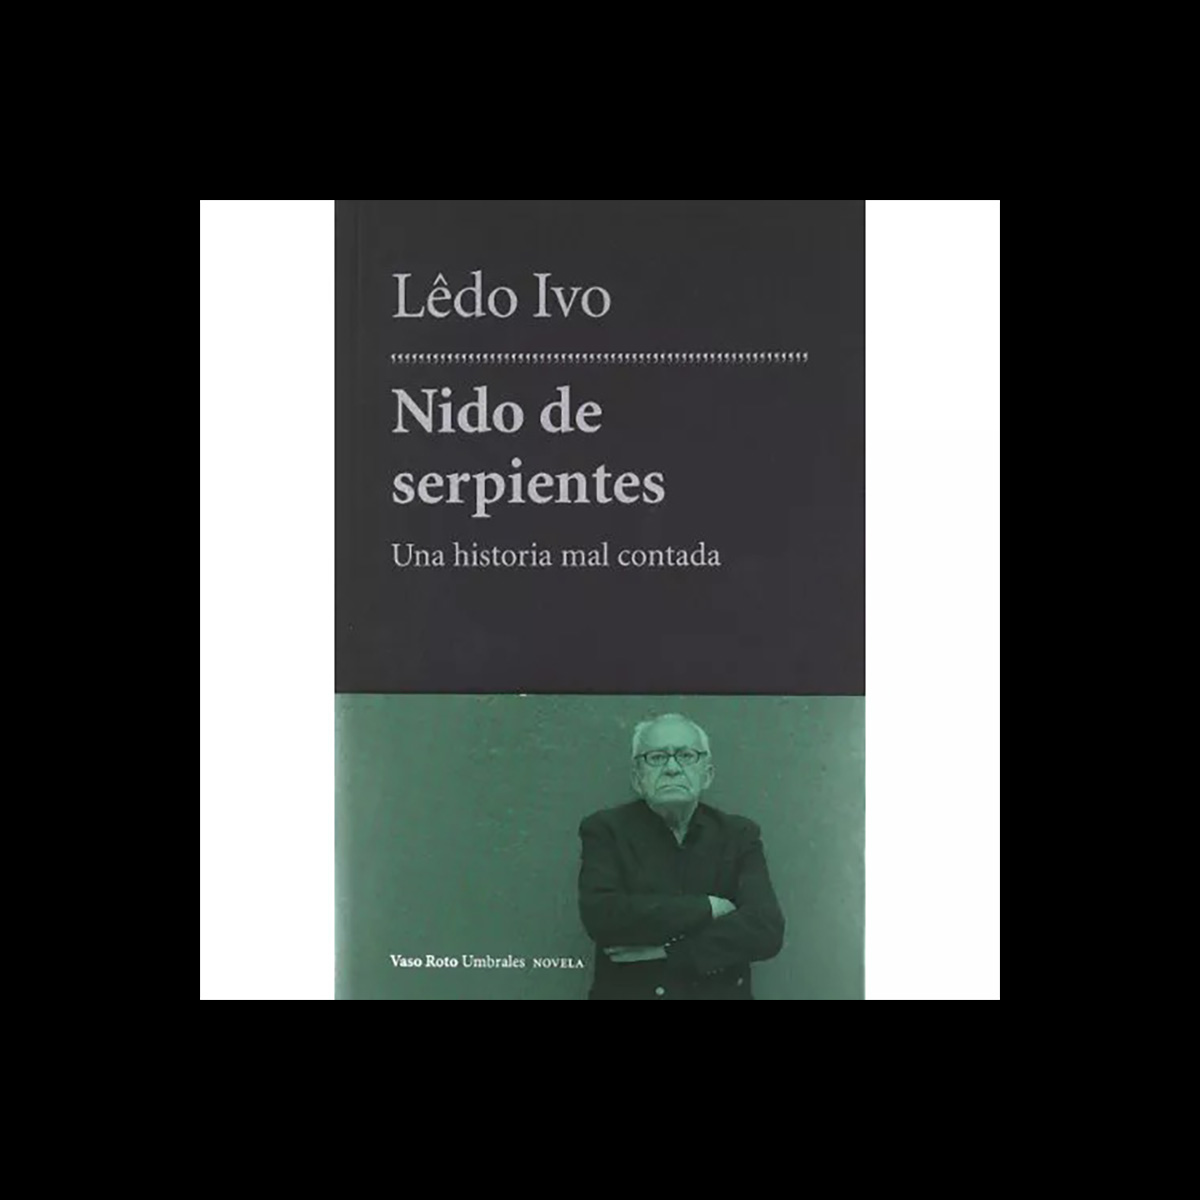 Lêdo Ivo
Nido de
serpientes
Una historia mal contada
Vaso Roto Umbrales NOVELA